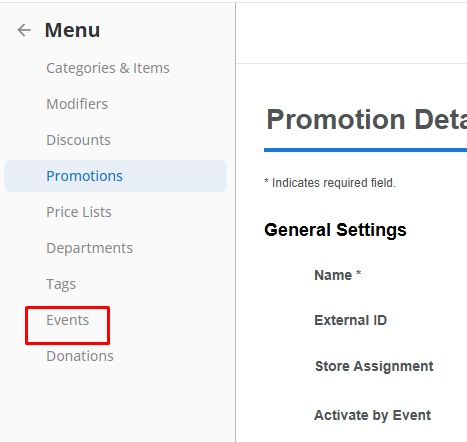 Menu
Categories & Items
Modifiers
Discounts
Promotions
Price Lists
Departments
Tags
Events
Donations
Promotion Deta
* Indicates required field.
General Settings
Name *
External ID
Store Assignment
Activate by Event